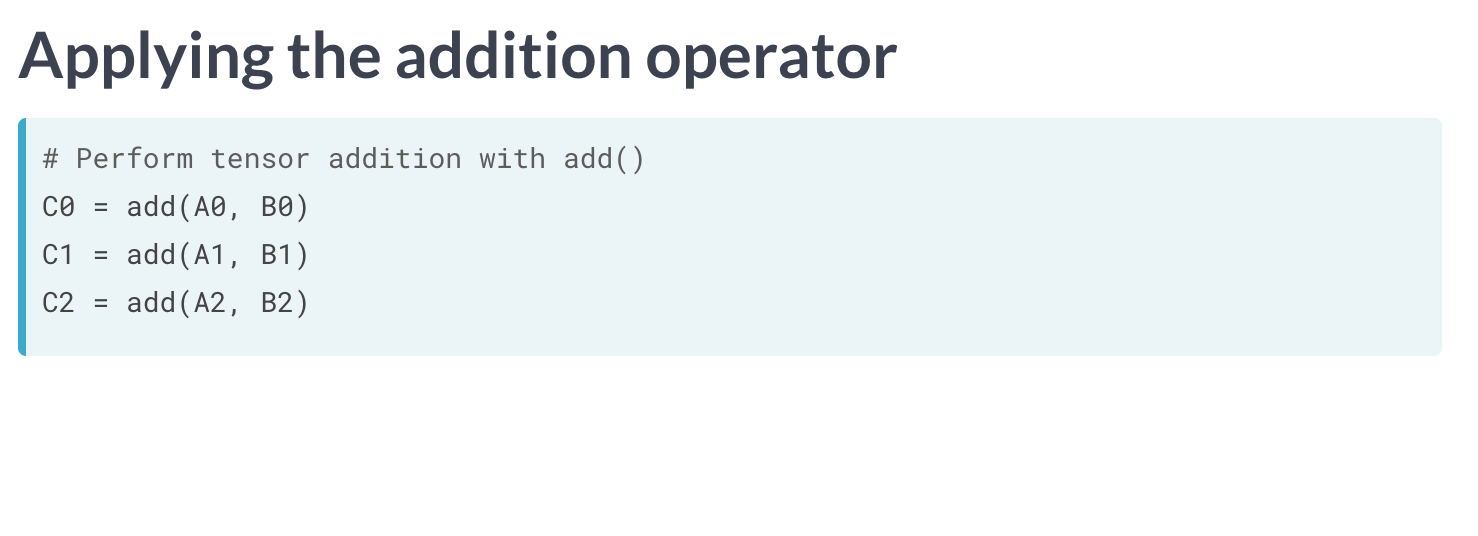 Applying the addition operator
# Perform tensor addition with add()
C0 = add(A0, B0)
C1 = add(A1, B1)
C2 = add(A2, B2)